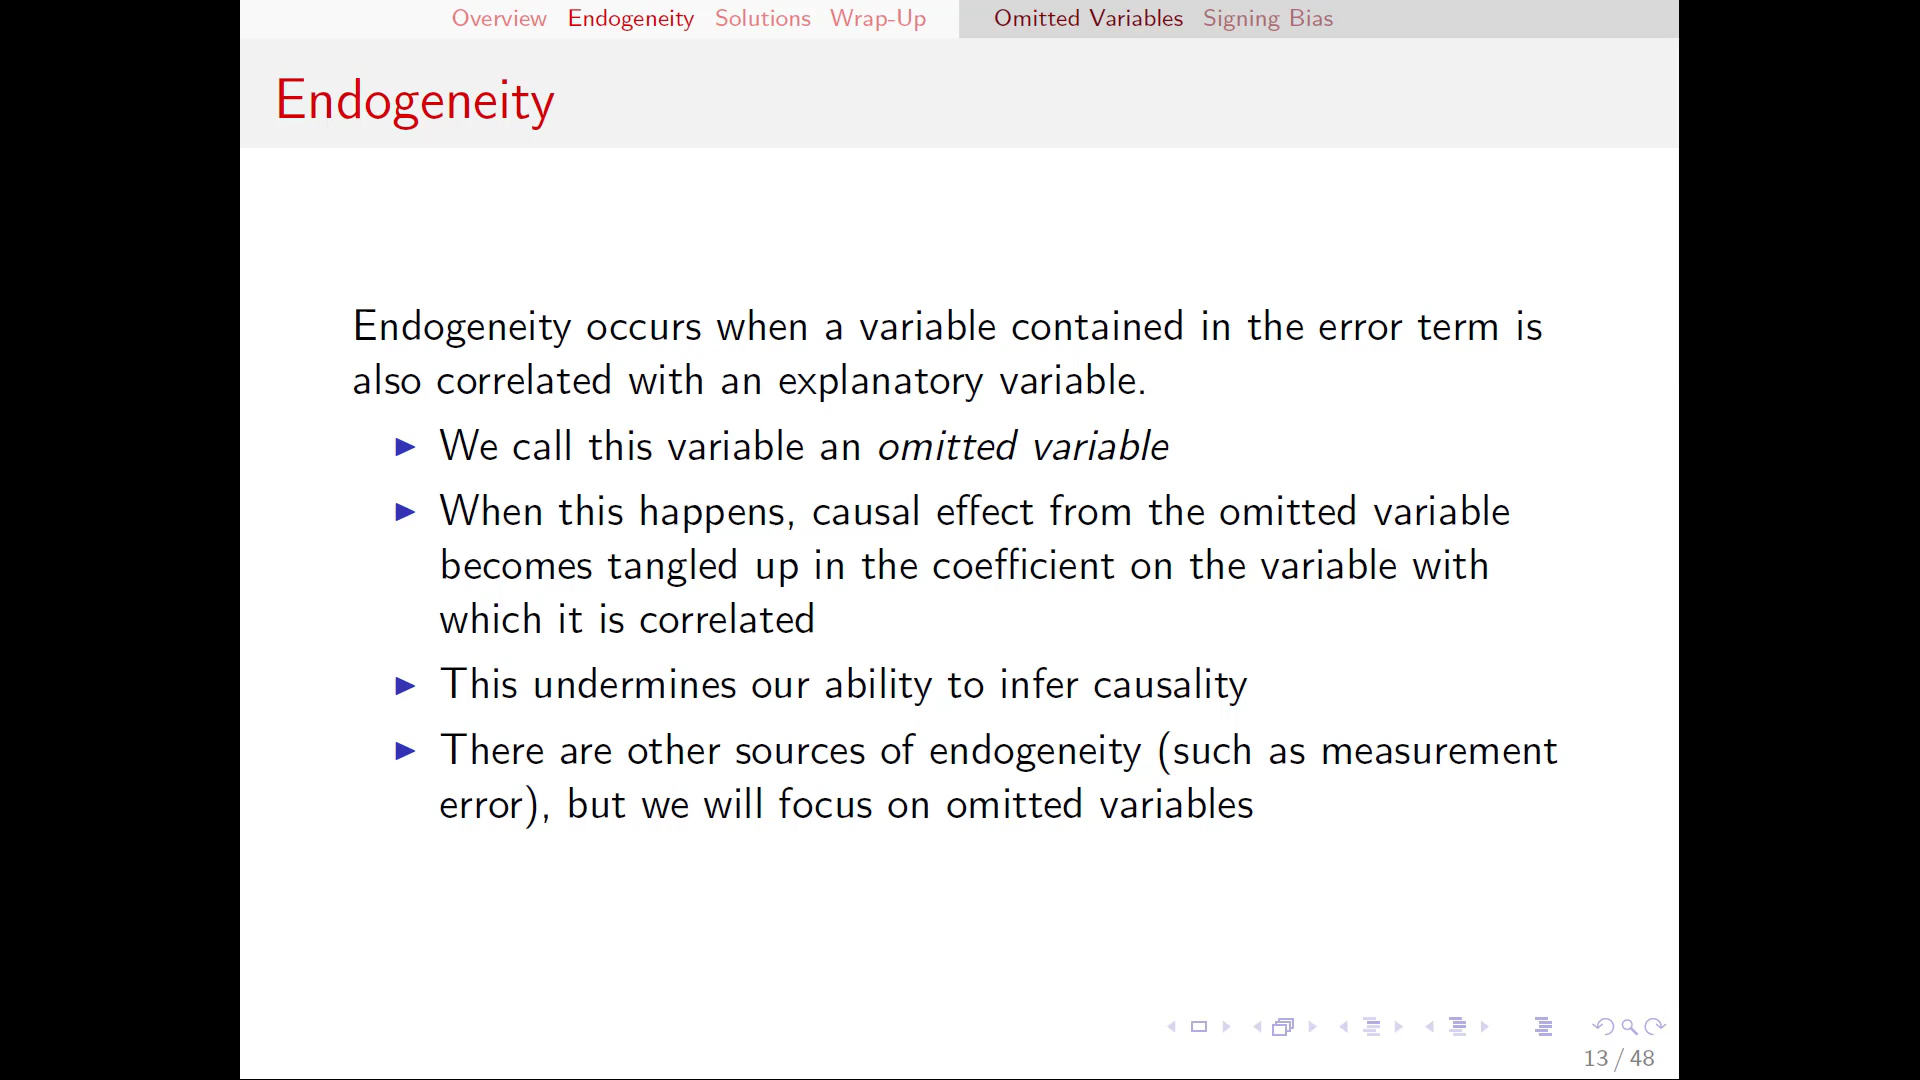 Overview Endogeneity Solutions Wrap-Up Omitted Variables Signing Bias
Endogeneity
Endogeneity occurs when a variable contained in the error term is
also correlated with an explanatory variable.
We call this variable an omitted variable
When this happens, causal effect from the omitted variable
becomes tangled up in the coefficient on the variable with
which it is correlated
This undermines our ability to infer causality
There are other sources of endogeneity (such as measurement
error), but we will focus on omitted variables
13 / 48